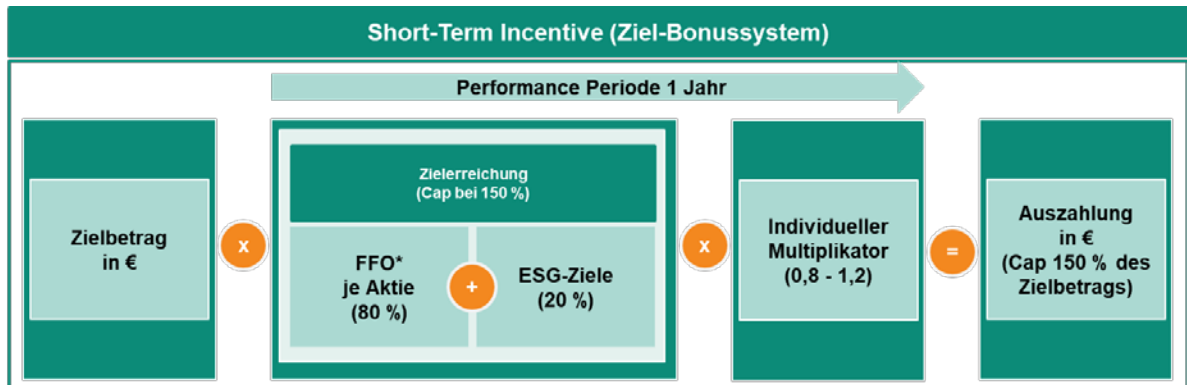 Short-Term Incentive (Ziel-Bonussystem)
Performance Periode 1 Jahr
Zielbetrag
in €
x
Zielerreichung
(Cap bei 150 %)
FFO*
je Aktie
(80 %)
+
ESG-Ziele
(20 %)
x
Individueller
Multiplikator
(0,8 - 1,2)
=
Auszahlung
in €
(Cap 150 % des
Zielbetrags)